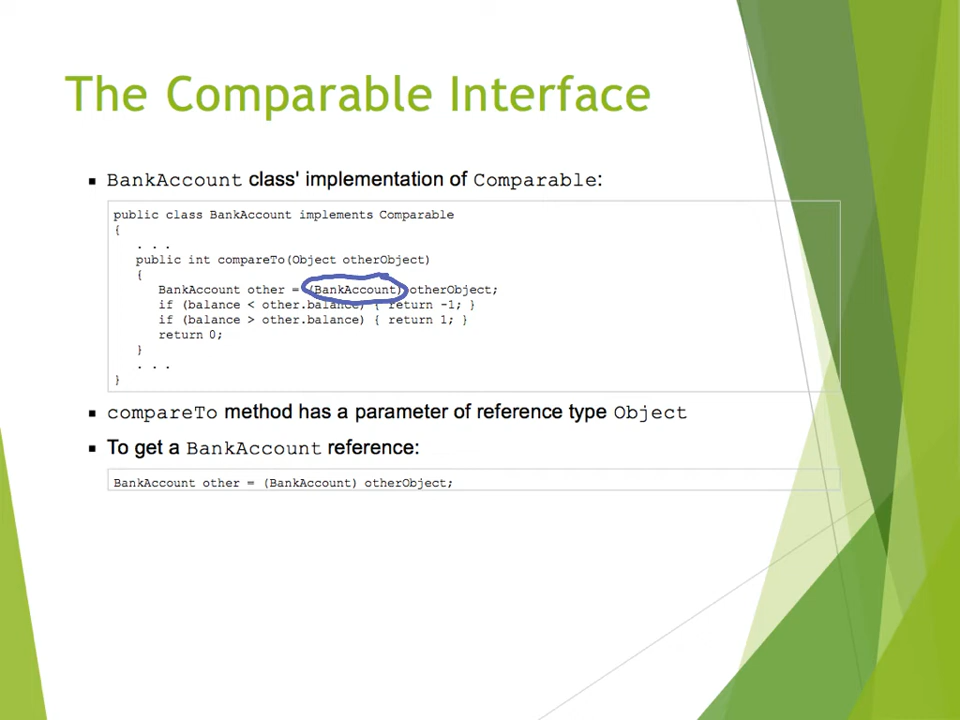 The Comparable Interface
▪ BankAccount class' implementation of Comparable:
public class BankAccount implements Comparable
{
. . .
public int compareTo(Object otherObject)
{
BankAccount other = (BankAccount) otherObject;
if (balance < other.balance) { return -1; }
if (balance > other.balance) { return 1; }
return 0;
}
. . .
}
▪ compareTo method has a parameter of reference type Object
▪ To get a BankAccount reference:
BankAccount other = (BankAccount) otherObject;